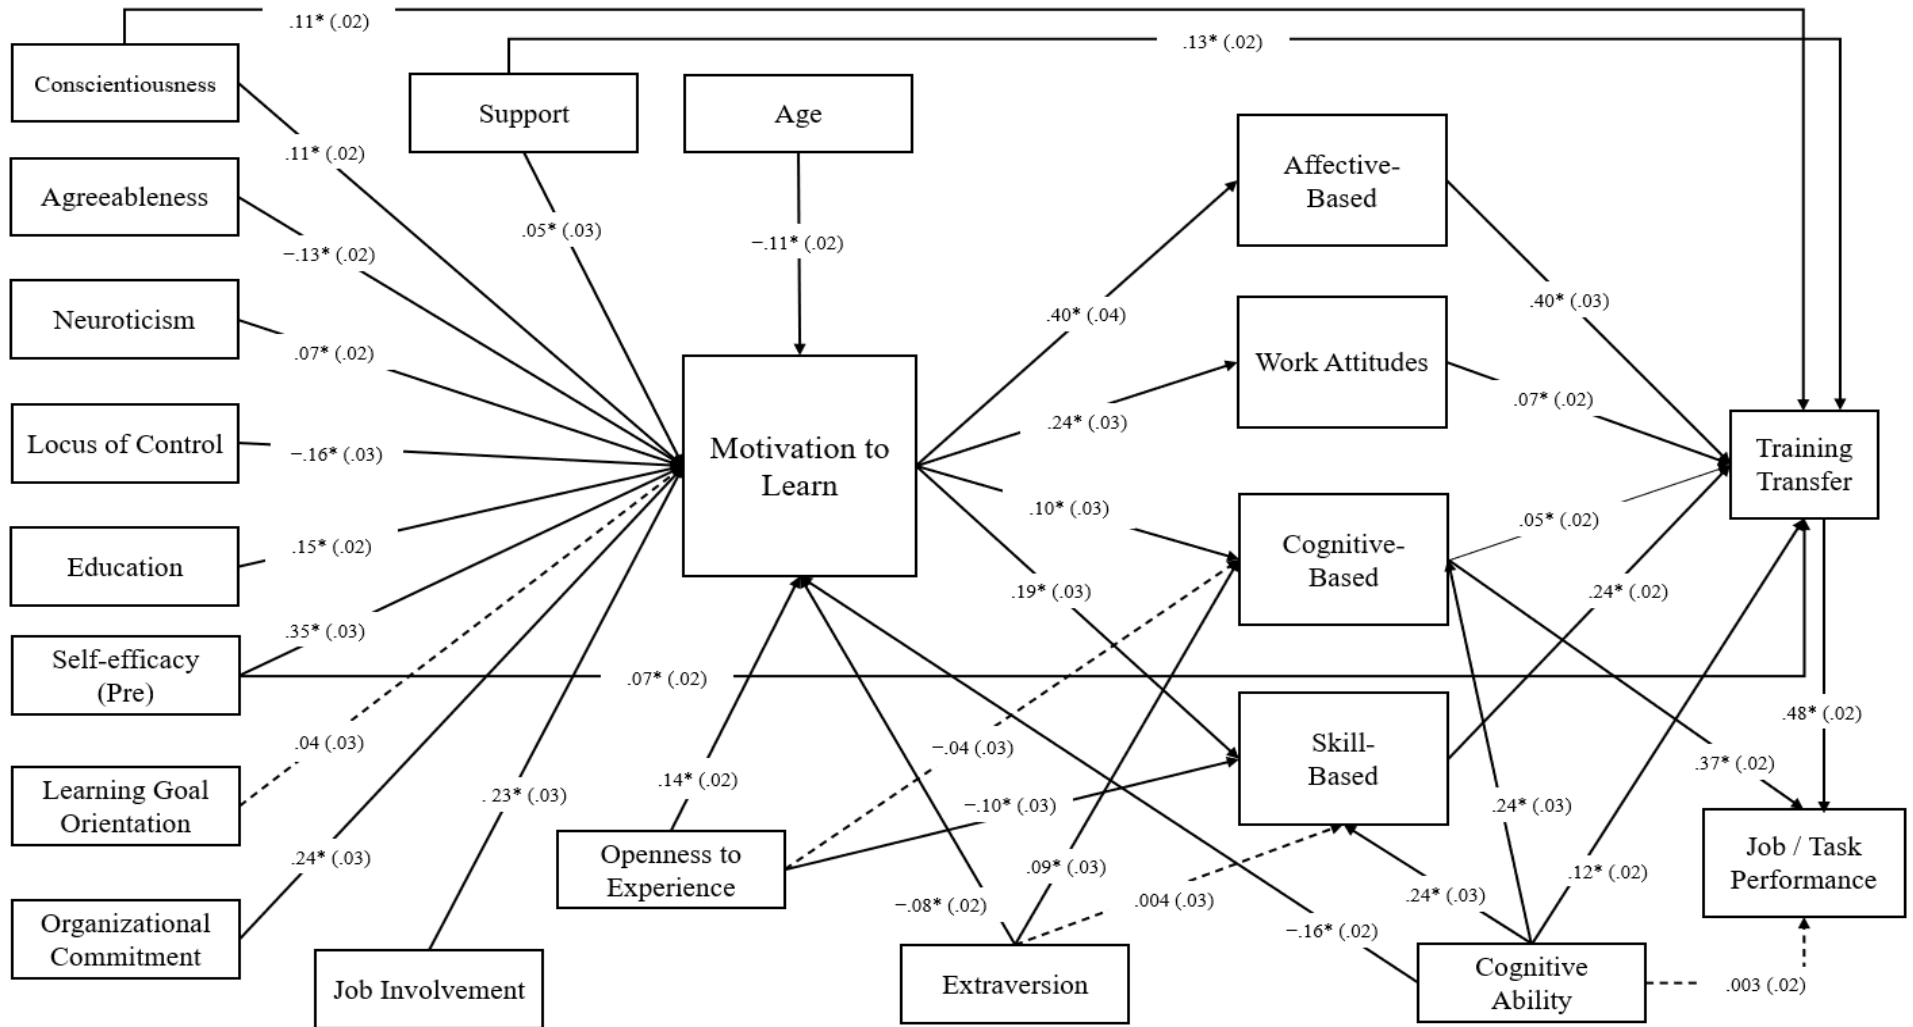 .11* (.02)
.13* (.02)
Conscientiousness
Support
Age
.11* (.02)
Affective-
Based
Agreeableness
.05* (.03)
−.11* (.02)
−.13* (.02)
.40* (.04)
.40* (.03)
Neuroticism
.07* (.02)
Work Attitudes
.07* (.02)
.24* (.03)
Locus of Control
−.16* (.03)
Motivation to
Learn
Training
Transfer
.10* (.03)
.05* (.02)
Education
.15* (.02)
Cognitive-
Based
.19* (.03)
.24* (.02)
.35* (.03)
Self-efficacy
(Pre)
.07* (.02)
.48* (.02)
.04 (.03)
−.04 (.03)
Skill-
Based
.37* (.02)
.14* (.02)
Learning Goal
Orientation
. 23* (.03)
−.10* (.03)
.24* (.03)
.24* (.03)
Openness to
Experience
.09* (.03)
.12* (.02)
Job / Task
Performance
−.08* (.02)
.004 (.03)
.24* (.03)
−.16* (.02)
Organizational
Commitment
Job Involvement
Extraversion
Cognitive
Ability
.003 (.02)